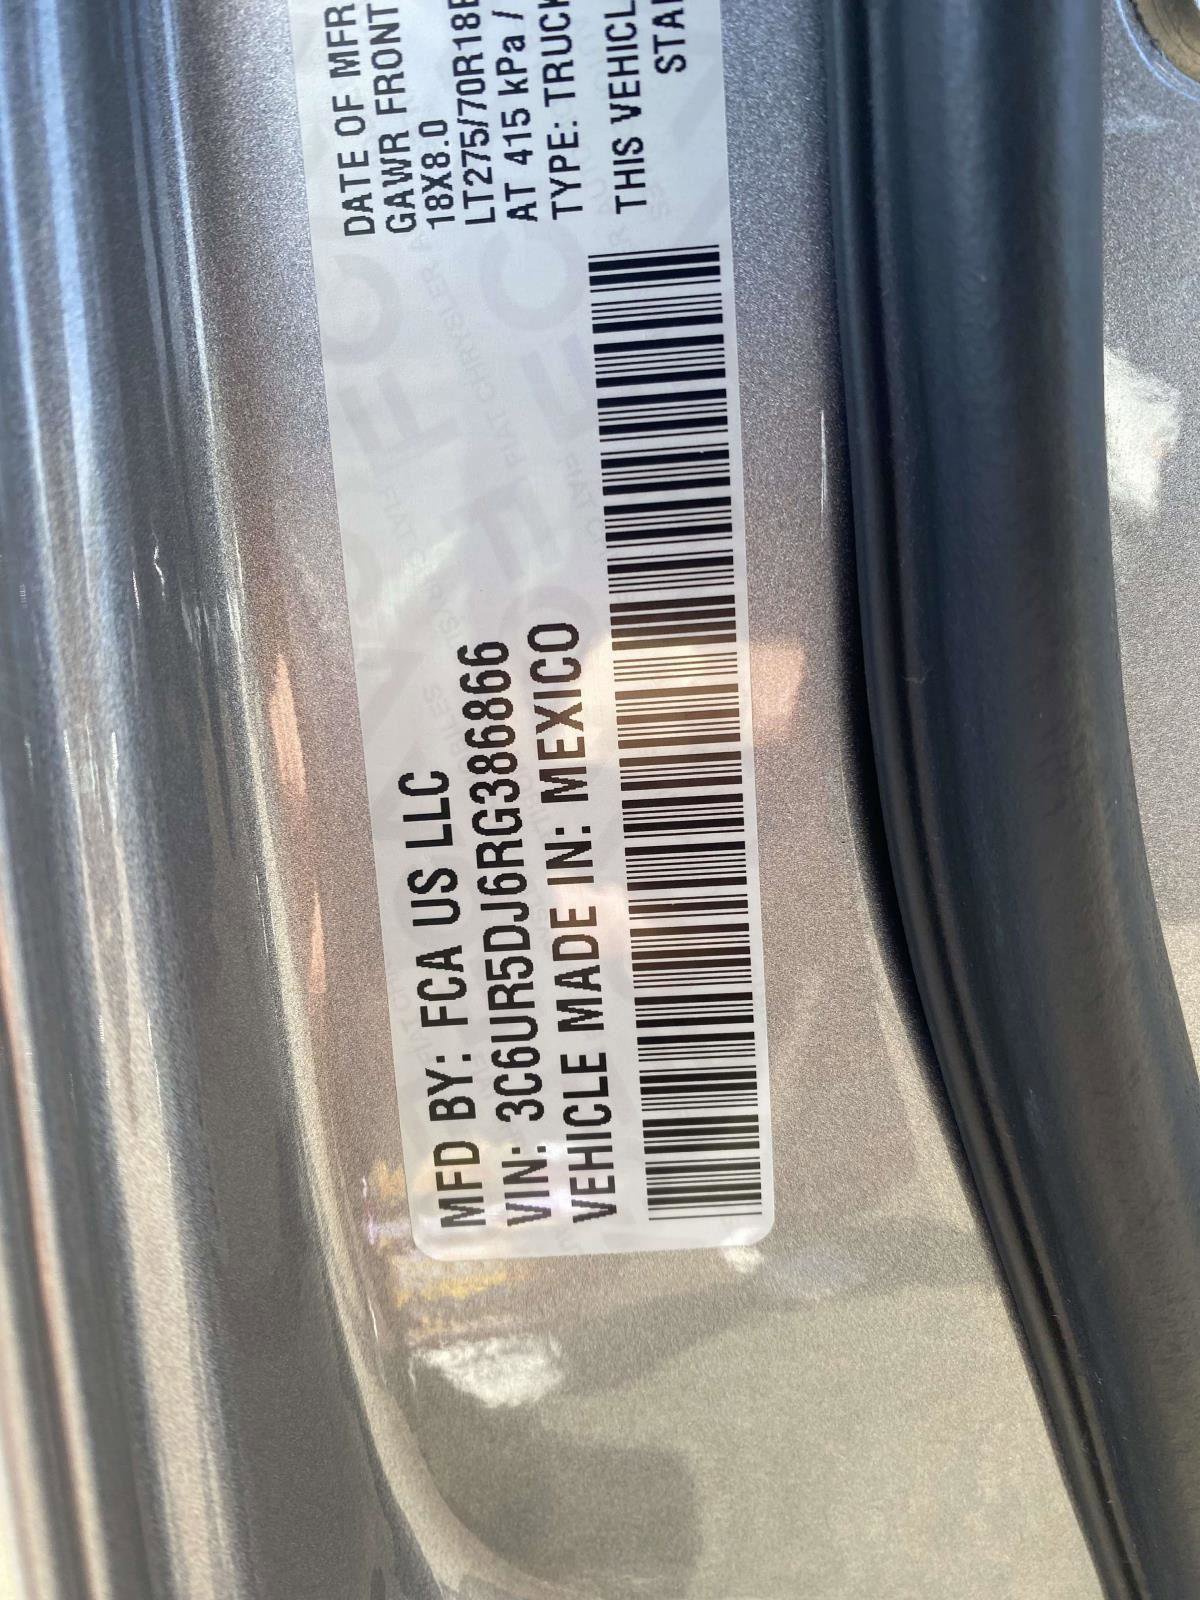 MFD BY: FCA US LLC
VIN: 3C6UR5DJ6RG386866
VEHICLE MADE IN: MEXICO
DATE OF MFR
GAWR FRONT
18X8.0
LT275/70R18E
AT 415 kPa /
TYPE: TRUCK
THIS VEHICL
STA